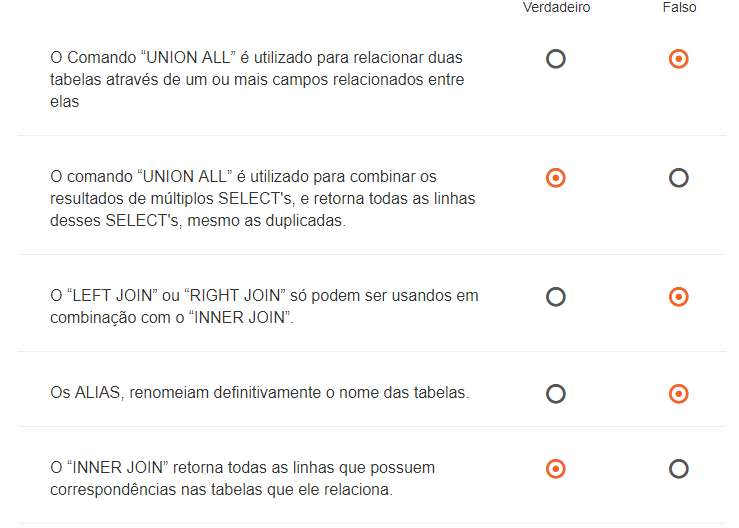 Verdadeiro Falso
O Comando “UNION ALL” é utilizado para relacionar duas
tabelas através de um ou mais campos relacionados entre
elas
O comando “UNION ALL” é utilizado para combinar os
resultados de múltiplos SELECT's, e retorna todas as linhas
desses SELECT's, mesmo as duplicadas.
O “LEFT JOIN” ou “RIGHT JOIN” só podem ser usandos em
combinação com o “INNER JOIN”.
Os ALIAS, renomeiam definitivamente o nome das tabelas.
O “INNER JOIN” retorna todas as linhas que possuem
correspondências nas tabelas que ele relaciona.